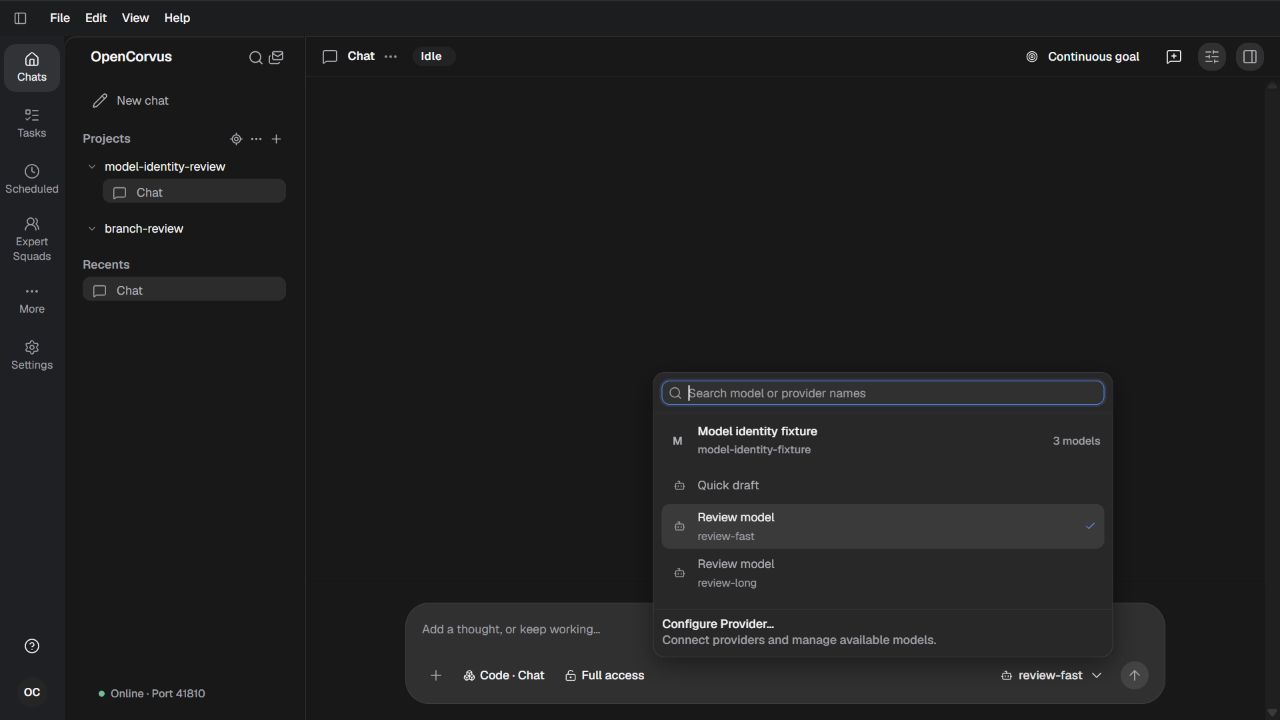 File Edit View Help
OpenCorvus
Chat ··· Idle
Continuous goal
Chats
Tasks
Scheduled
Expert
Squads
More
Settings
OC
New chat
Projects
model-identity-review
Chat
branch-review
Recents
Chat
Online · Port 41810
Search model or provider names
M
Model identity fixture
model-identity-fixture
3 models
Quick draft
Review model
review-fast
Review model
review-long
Configure Provider...
Connect providers and manage available models.
Add a thought, or keep working...
Code · Chat
Full access
review-fast